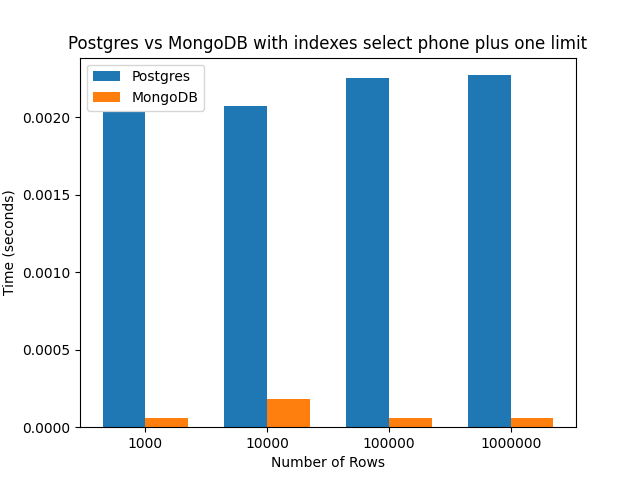 Postgres vs MongoDB with indexes select phone plus one limit
Postgres
MongoDB
0.0020
0.0015
0.0010
0.0005
0.0000
Time (seconds)
1000 10000 100000 1000000
Number of Rows